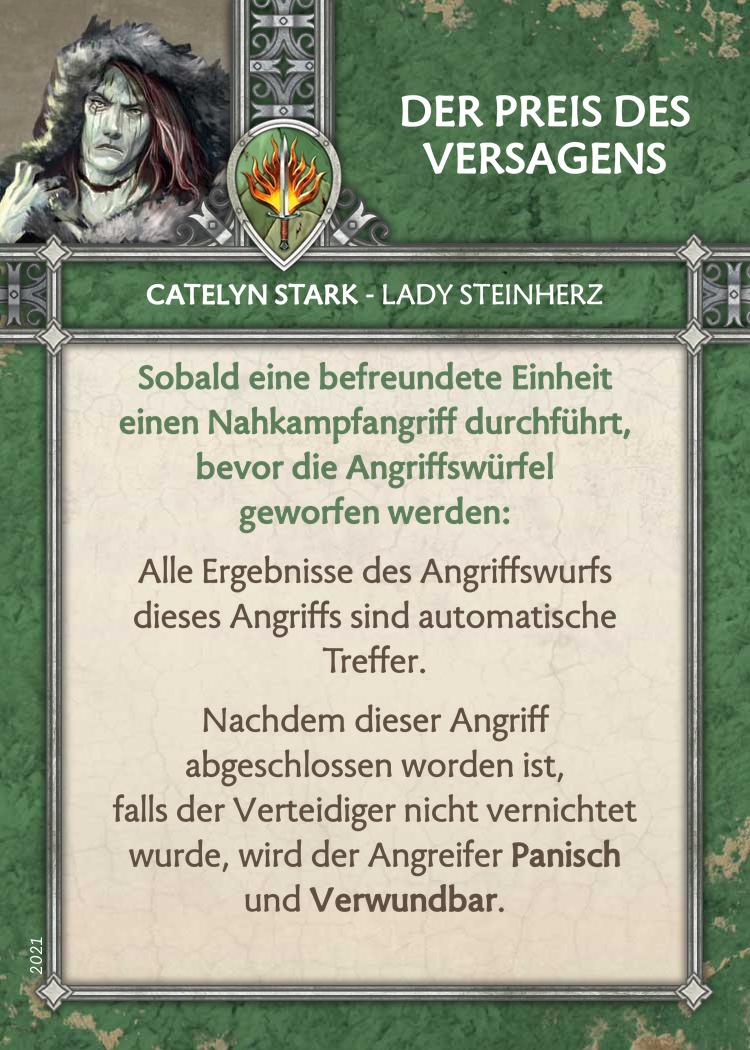 DER PREIS DES
VERSAGENS
CATELYN STARK - LADY STEINHERZ
Sobald eine befreundete Einheit
einen Nahkampfangriff durchführt,
bevor die Angriffswürfel
geworfen werden:
Alle Ergebnisse des Angriffswurfs
dieses Angriffs sind automatische
Treffer.
Nachdem dieser Angriff
abgeschlossen worden ist,
falls der Verteidiger nicht vernichtet
wurde, wird der Angreifer Panisch
und Verwundbar.
2021